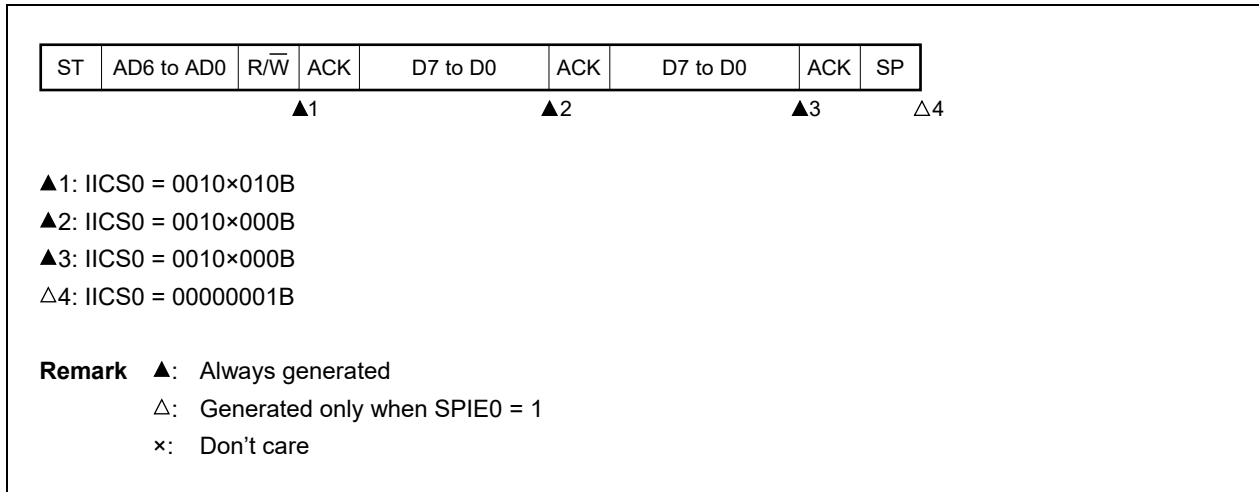 ST AD6 to AD0 R/W̅ ACK D7 to D0 ACK D7 to D0 ACK SP
▲1 ▲2 ▲3 △4
▲1: IICS0 = 0010×010B
▲2: IICS0 = 0010×000B
▲3: IICS0 = 0010×000B
△4: IICS0 = 00000001B
Remark ▲: Always generated
△: Generated only when SPIE0 = 1
×: Don't care